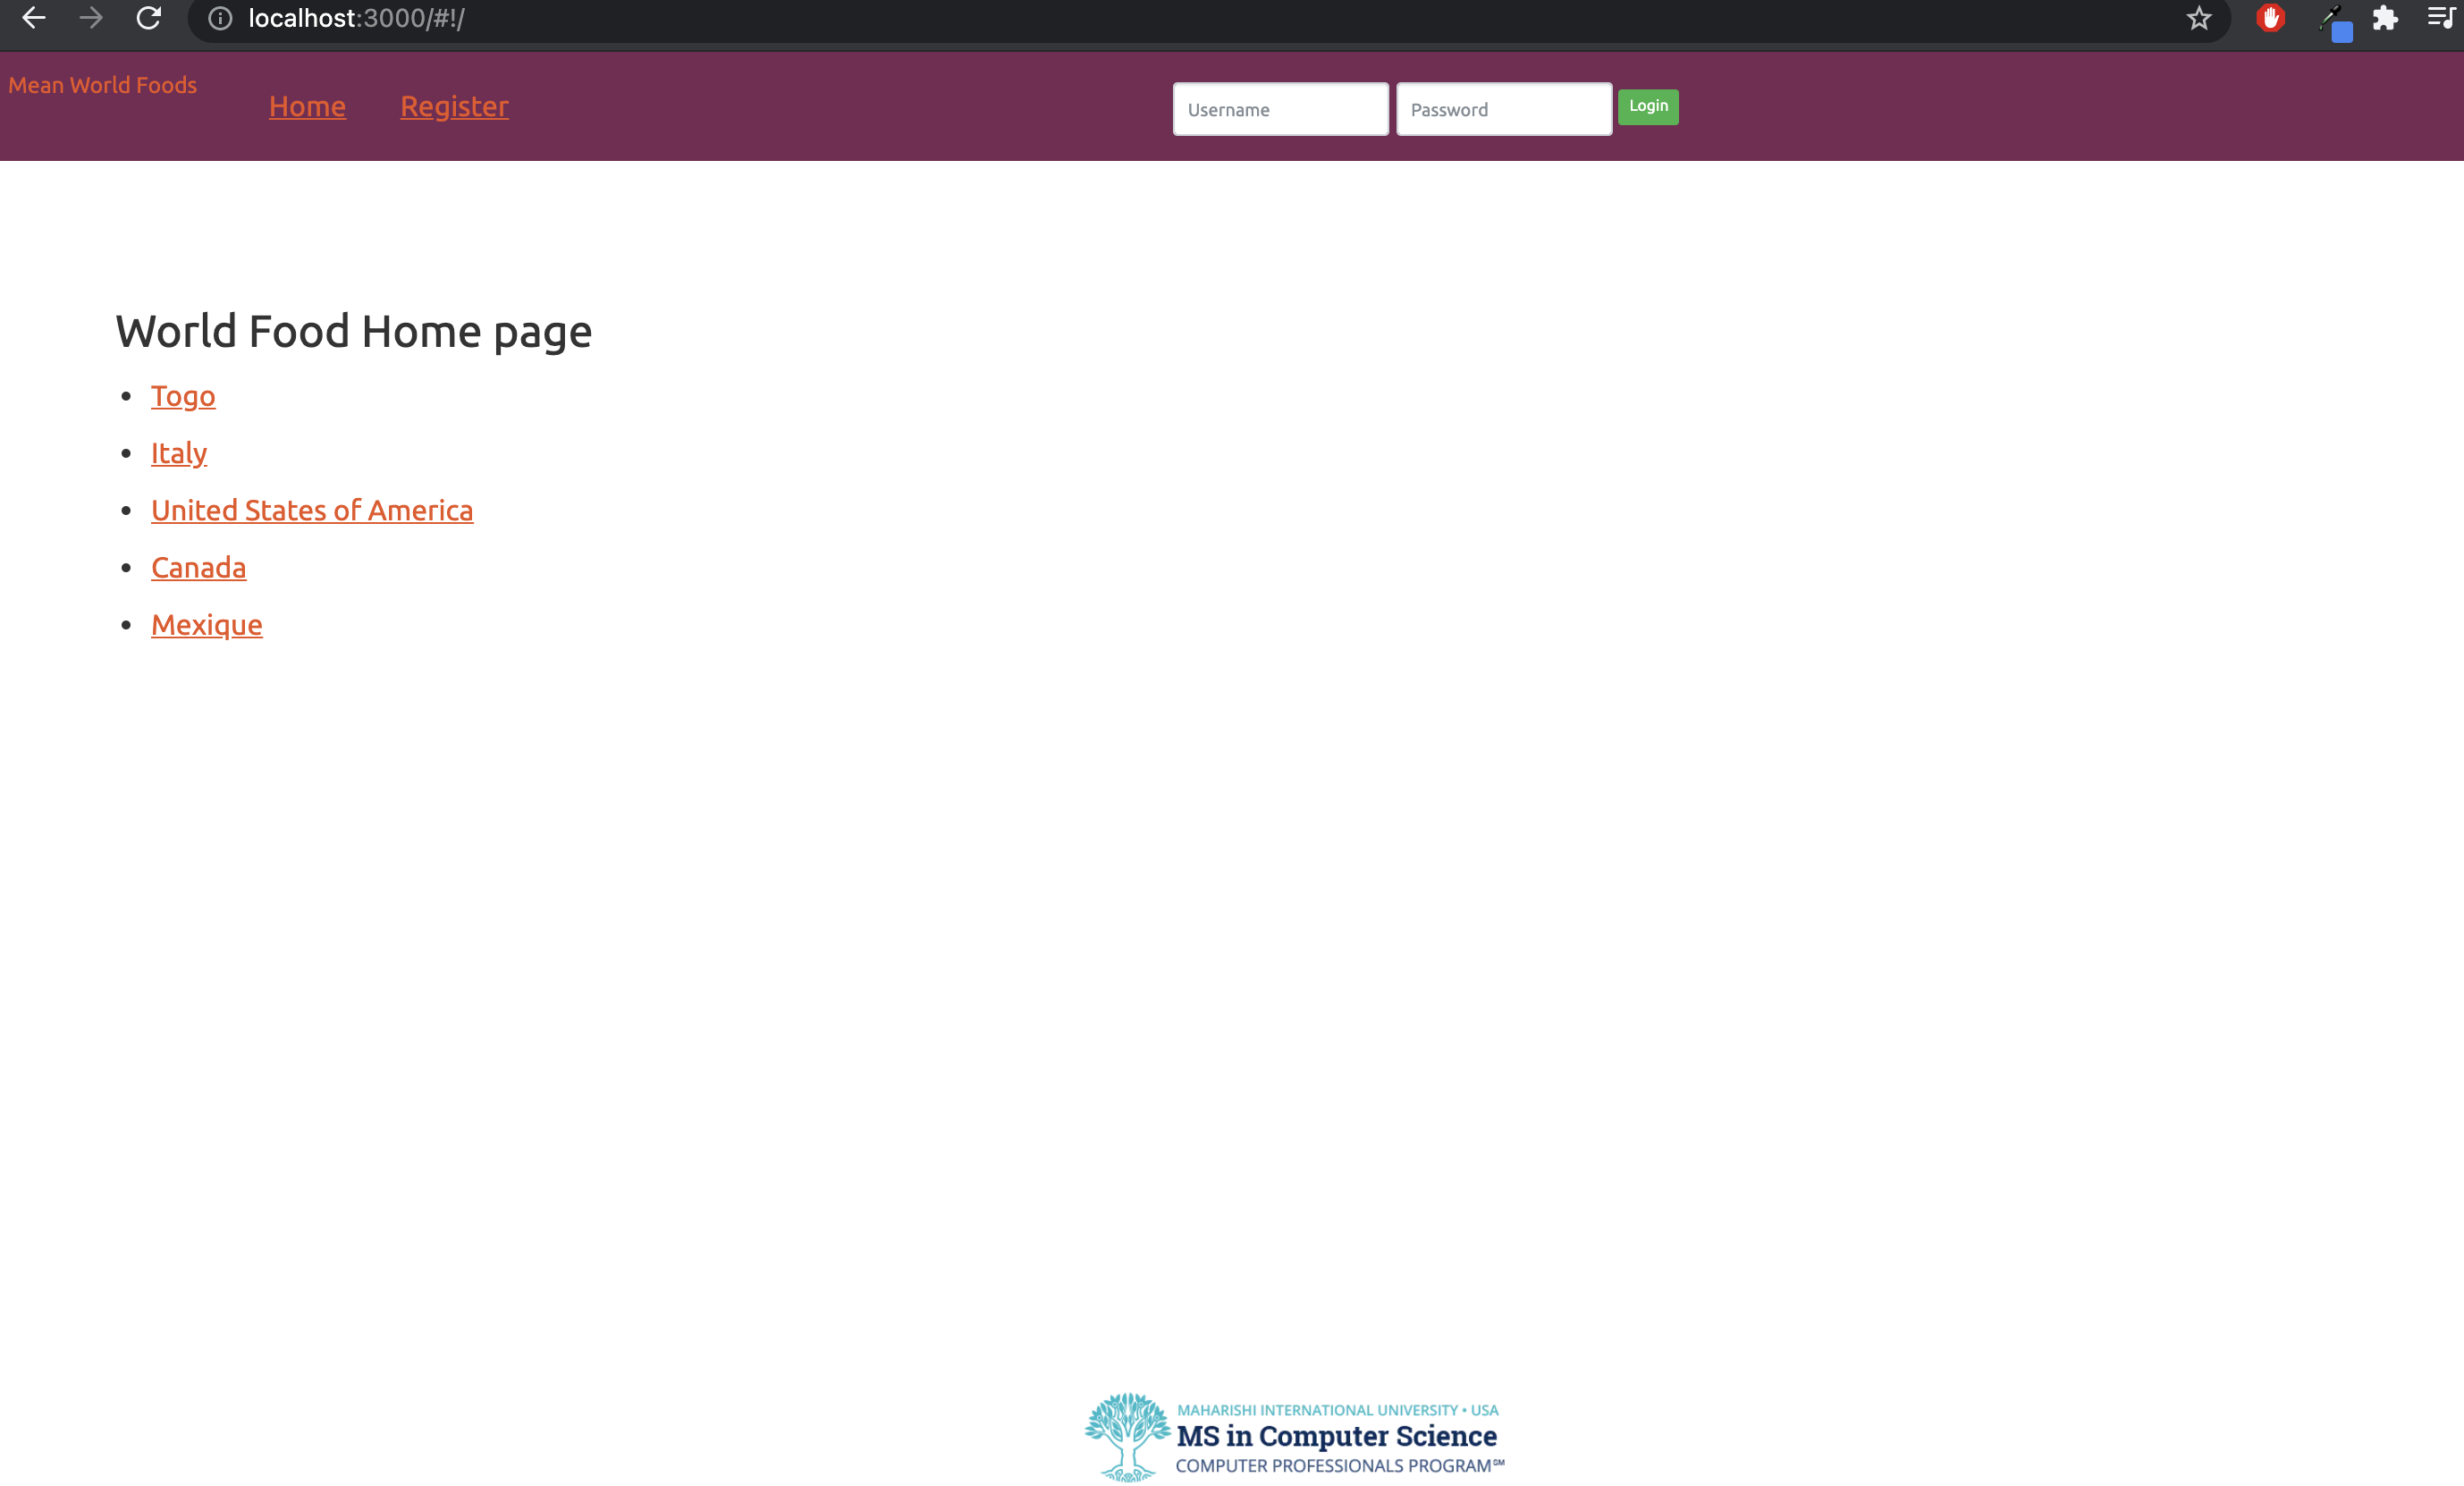 localhost:3000/#!/
Mean World Foods
Home Register
Username Password Login
World Food Home page
Togo
Italy
United States of America
Canada
Mexique
MAHARISHI INTERNATIONAL UNIVERSITY • USA
MS in Computer Science
COMPUTER PROFESSIONALS PROGRAM℠